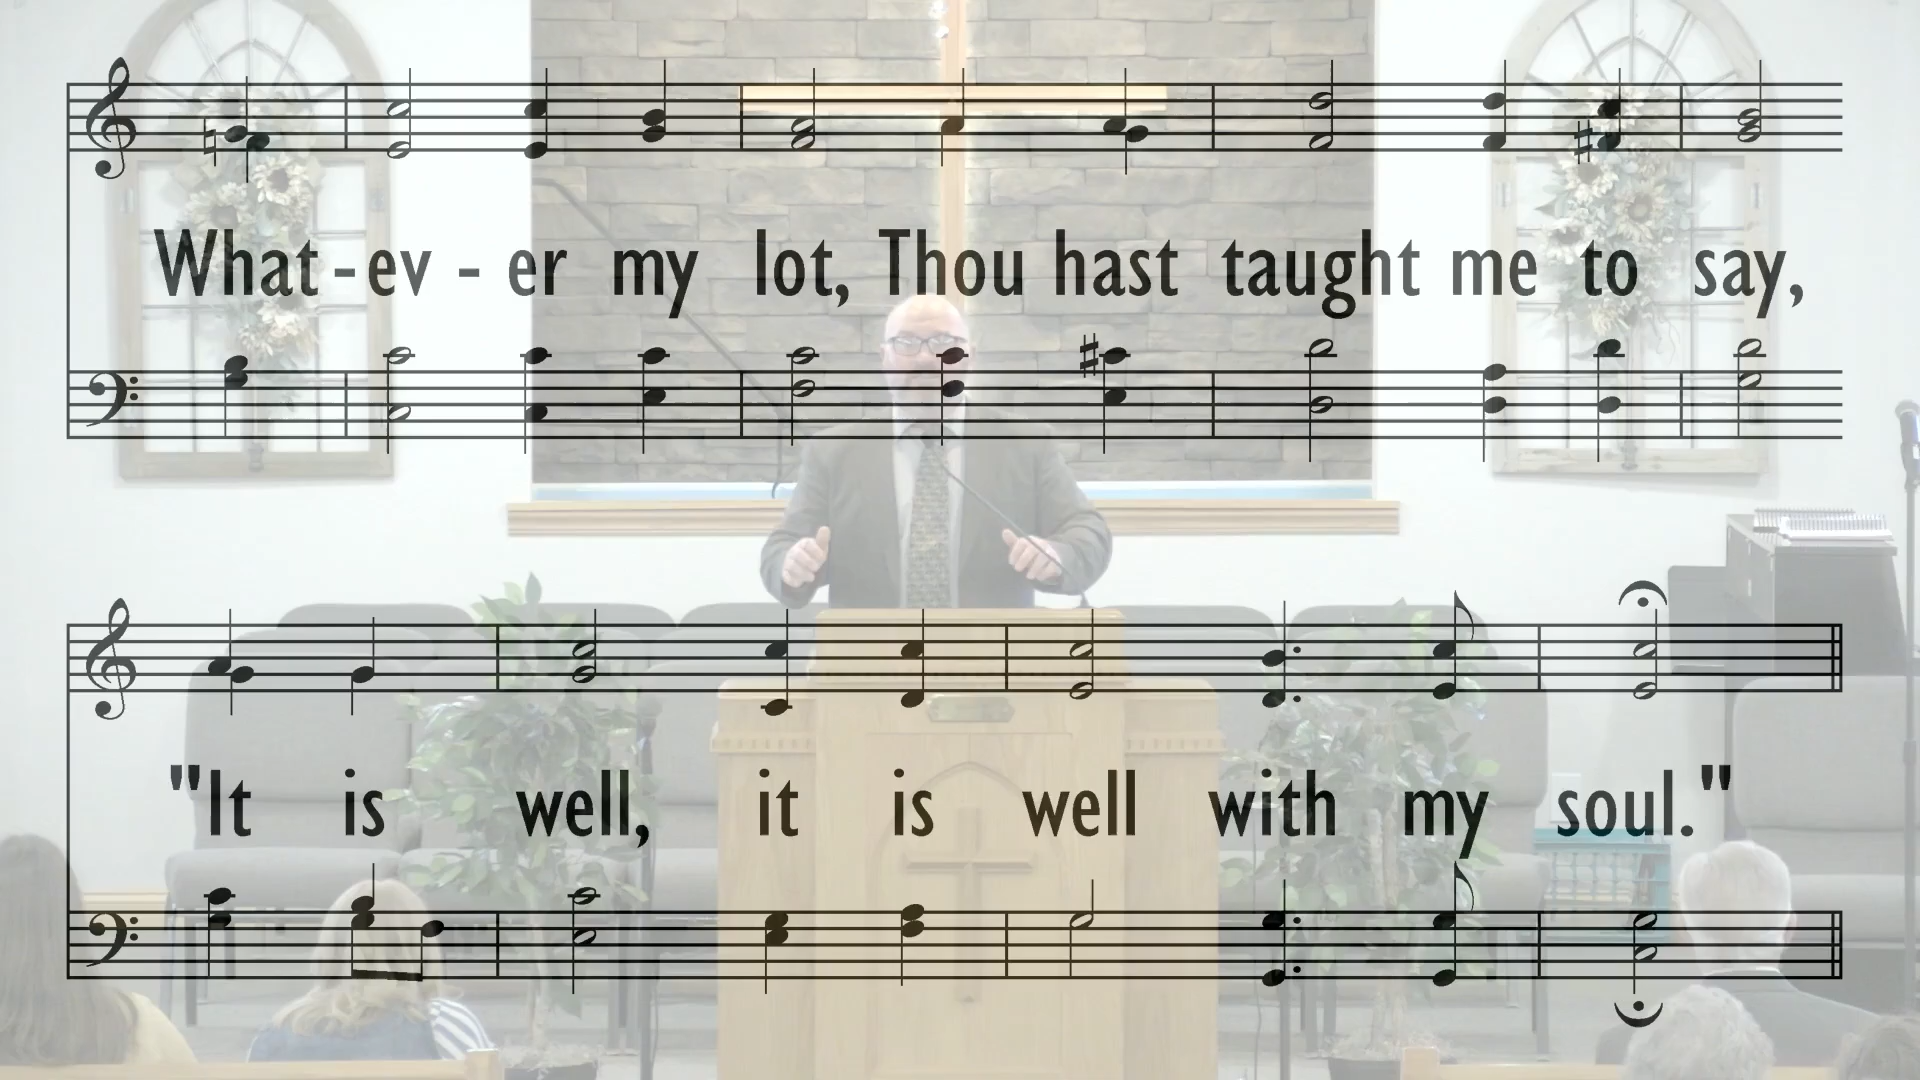 What-ev-er my lot, Thou hast taught me to say,
"It is well, it is well with my soul."